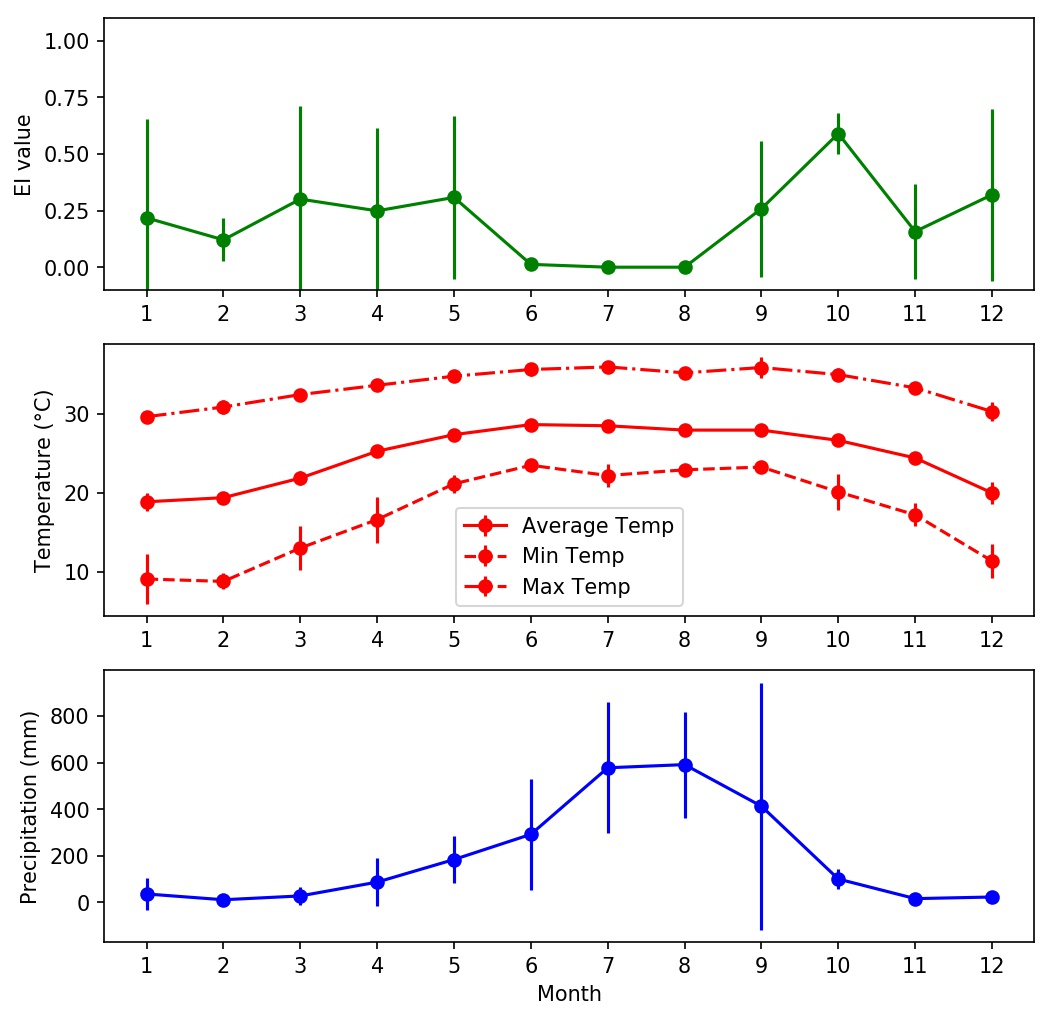 EI value
1.00
0.75
0.50
0.25
0.00
1 2 3 4 5 6 7 8 9 10 11 12
Temperature (°C)
30
20
10
Average Temp
Min Temp
Max Temp
1 2 3 4 5 6 7 8 9 10 11 12
Precipitation (mm)
800
600
400
200
0
1 2 3 4 5 6 7 8 9 10 11 12
Month